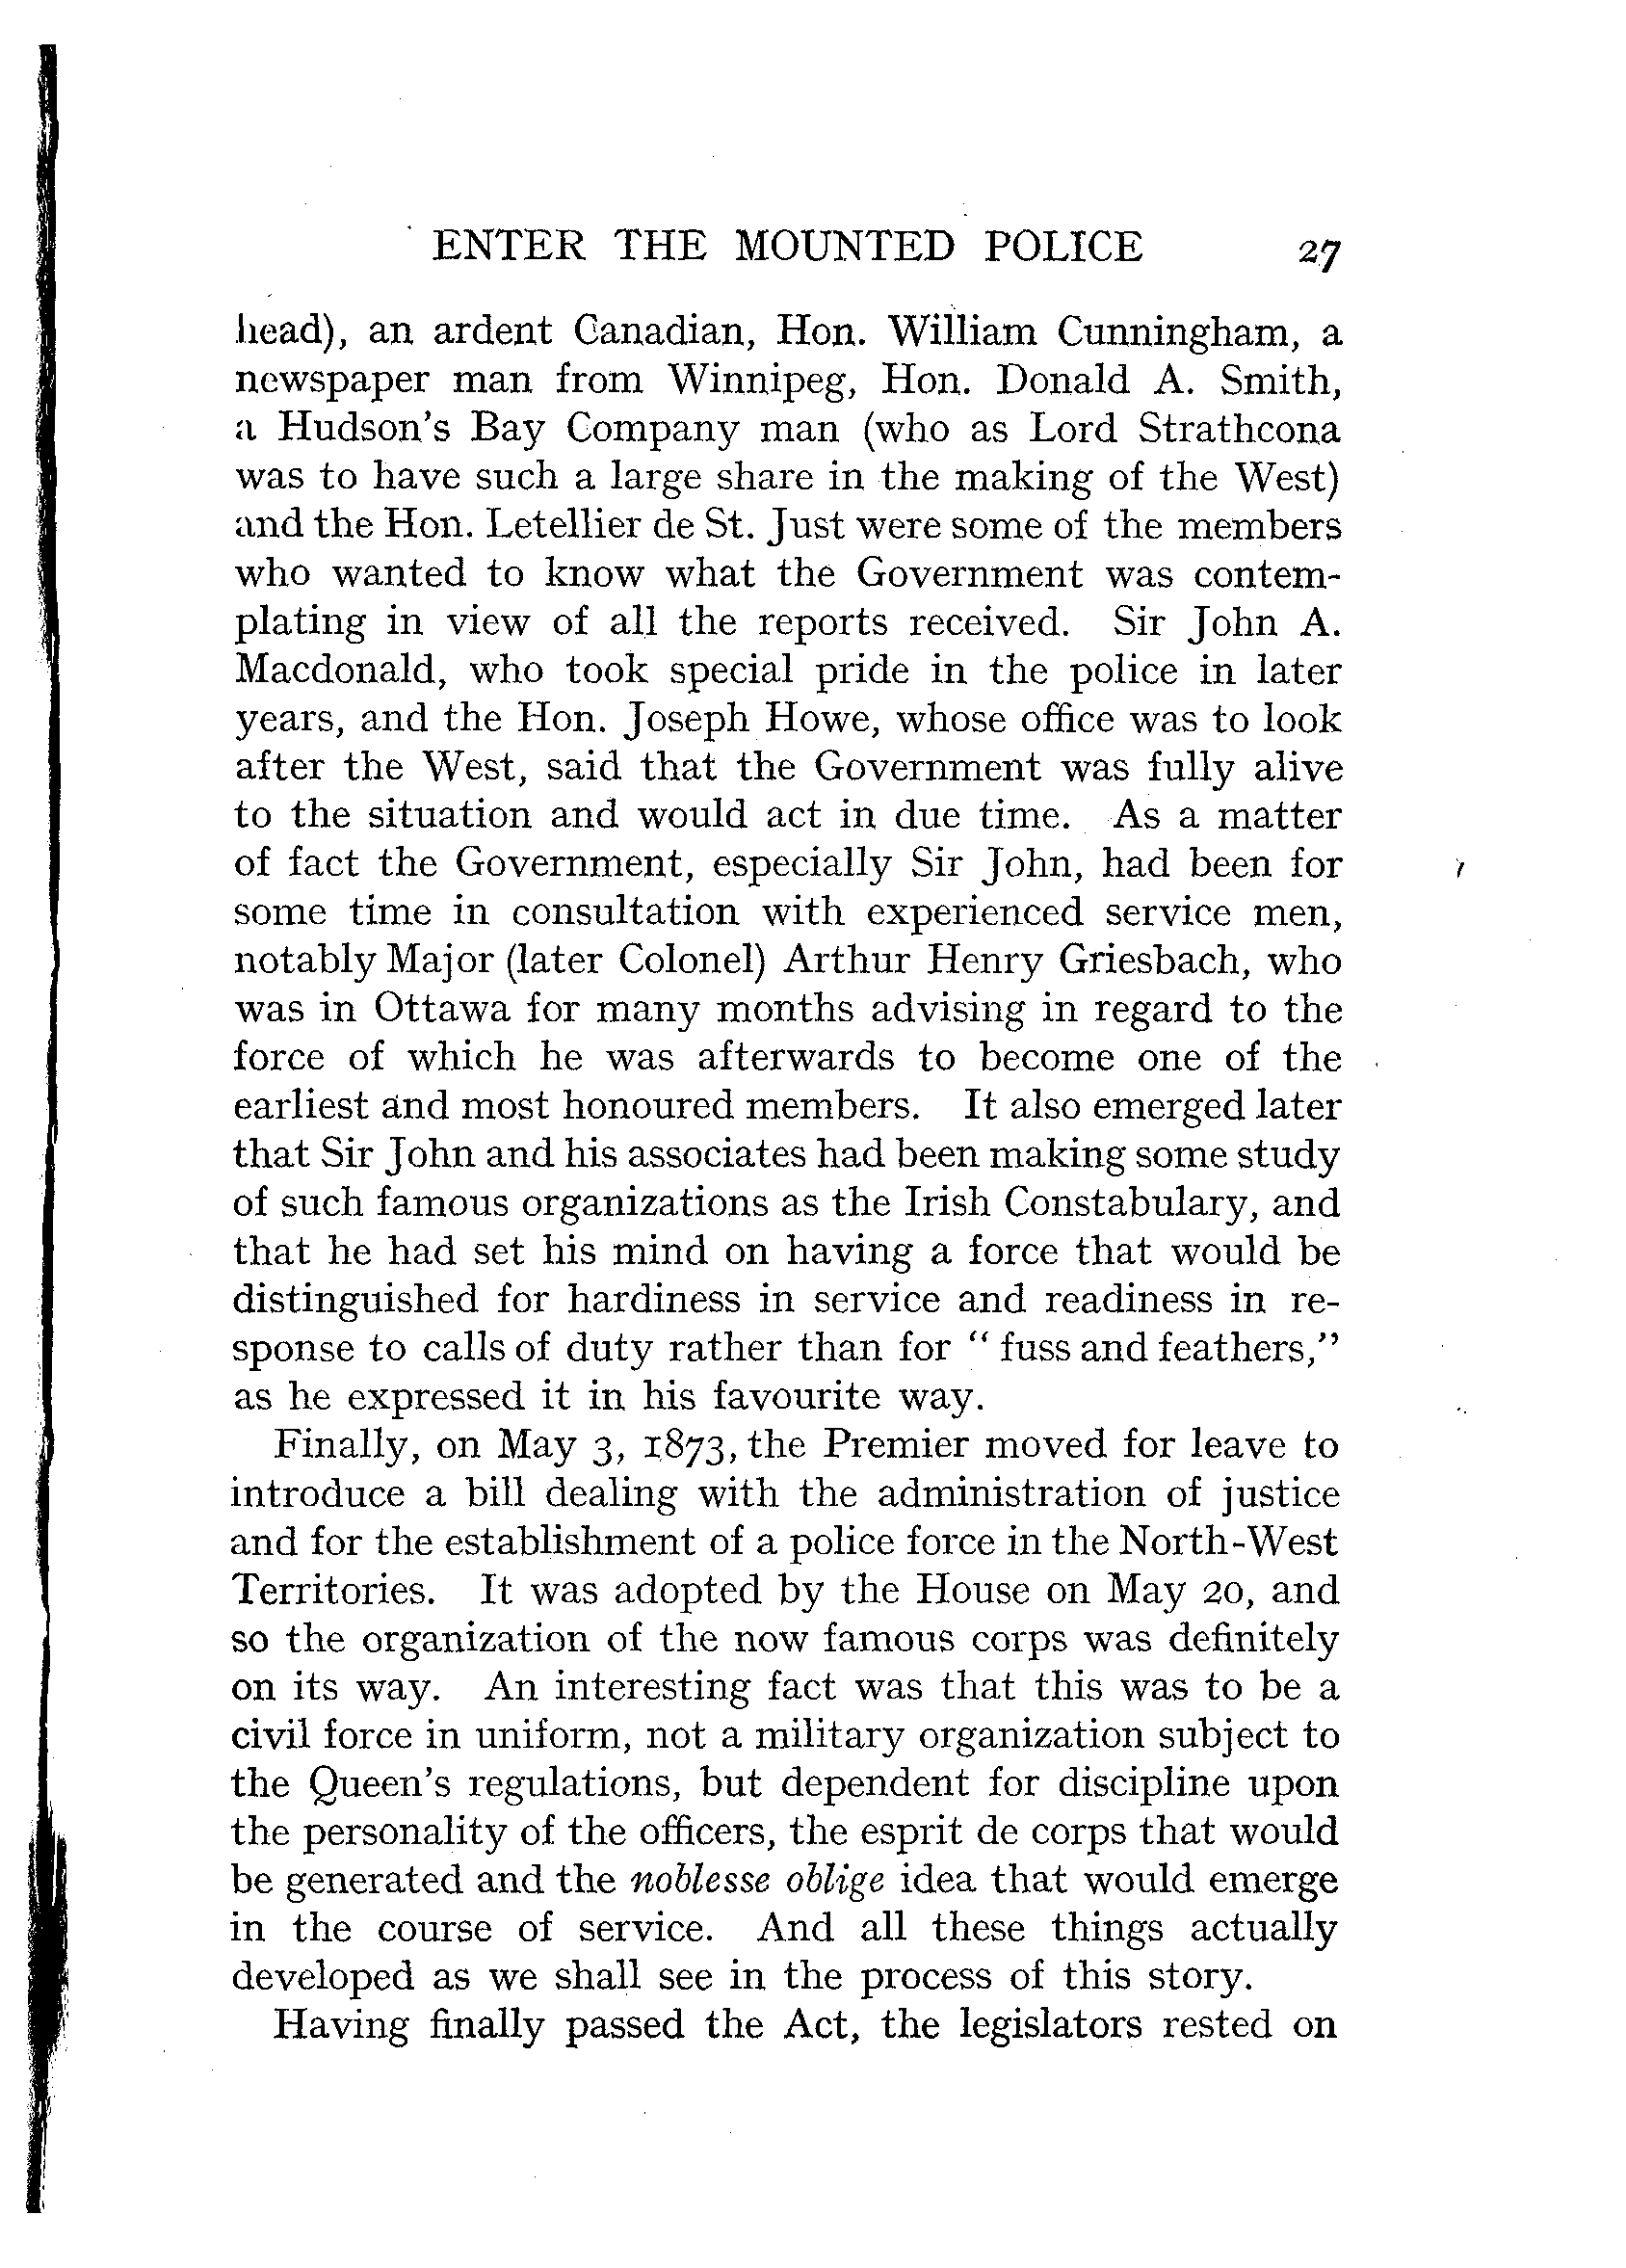 ENTER THE MOUNTED POLICE 27
head), an ardent Canadian, Hon. William Cunningham, a
newspaper man from Winnipeg, Hon. Donald A. Smith,
a Hudson's Bay Company man (who as Lord Strathcona
was to have such a large share in the making of the West)
and the Hon. Letellier de St. Just were some of the members
who wanted to know what the Government was contem-
plating in view of all the reports received. Sir John A.
Macdonald, who took special pride in the police in later
years, and the Hon. Joseph Howe, whose office was to look
after the West, said that the Government was fully alive
to the situation and would act in due time. As a matter
of fact the Government, especially Sir John, had been for
some time in consultation with experienced service men,
notably Major (later Colonel) Arthur Henry Griesbach, who
was in Ottawa for many months advising in regard to the
force of which he was afterwards to become one of the
earliest and most honoured members. It also emerged later
that Sir John and his associates had been making some study
of such famous organizations as the Irish Constabulary, and
that he had set his mind on having a force that would be
distinguished for hardiness in service and readiness in re-
sponse to calls of duty rather than for “ fuss and feathers,”
as he expressed it in his favourite way.
Finally, on May 3, 1873, the Premier moved for leave to
introduce a bill dealing with the administration of justice
and for the establishment of a police force in the North-West
Territories. It was adopted by the House on May 20, and
so the organization of the now famous corps was definitely
on its way. An interesting fact was that this was to be a
civil force in uniform, not a military organization subject to
the Queen's regulations, but dependent for discipline upon
the personality of the officers, the esprit de corps that would
be generated and the noblesse oblige idea that would emerge
in the course of service. And all these things actually
developed as we shall see in the process of this story.
Having finally passed the Act, the legislators rested on